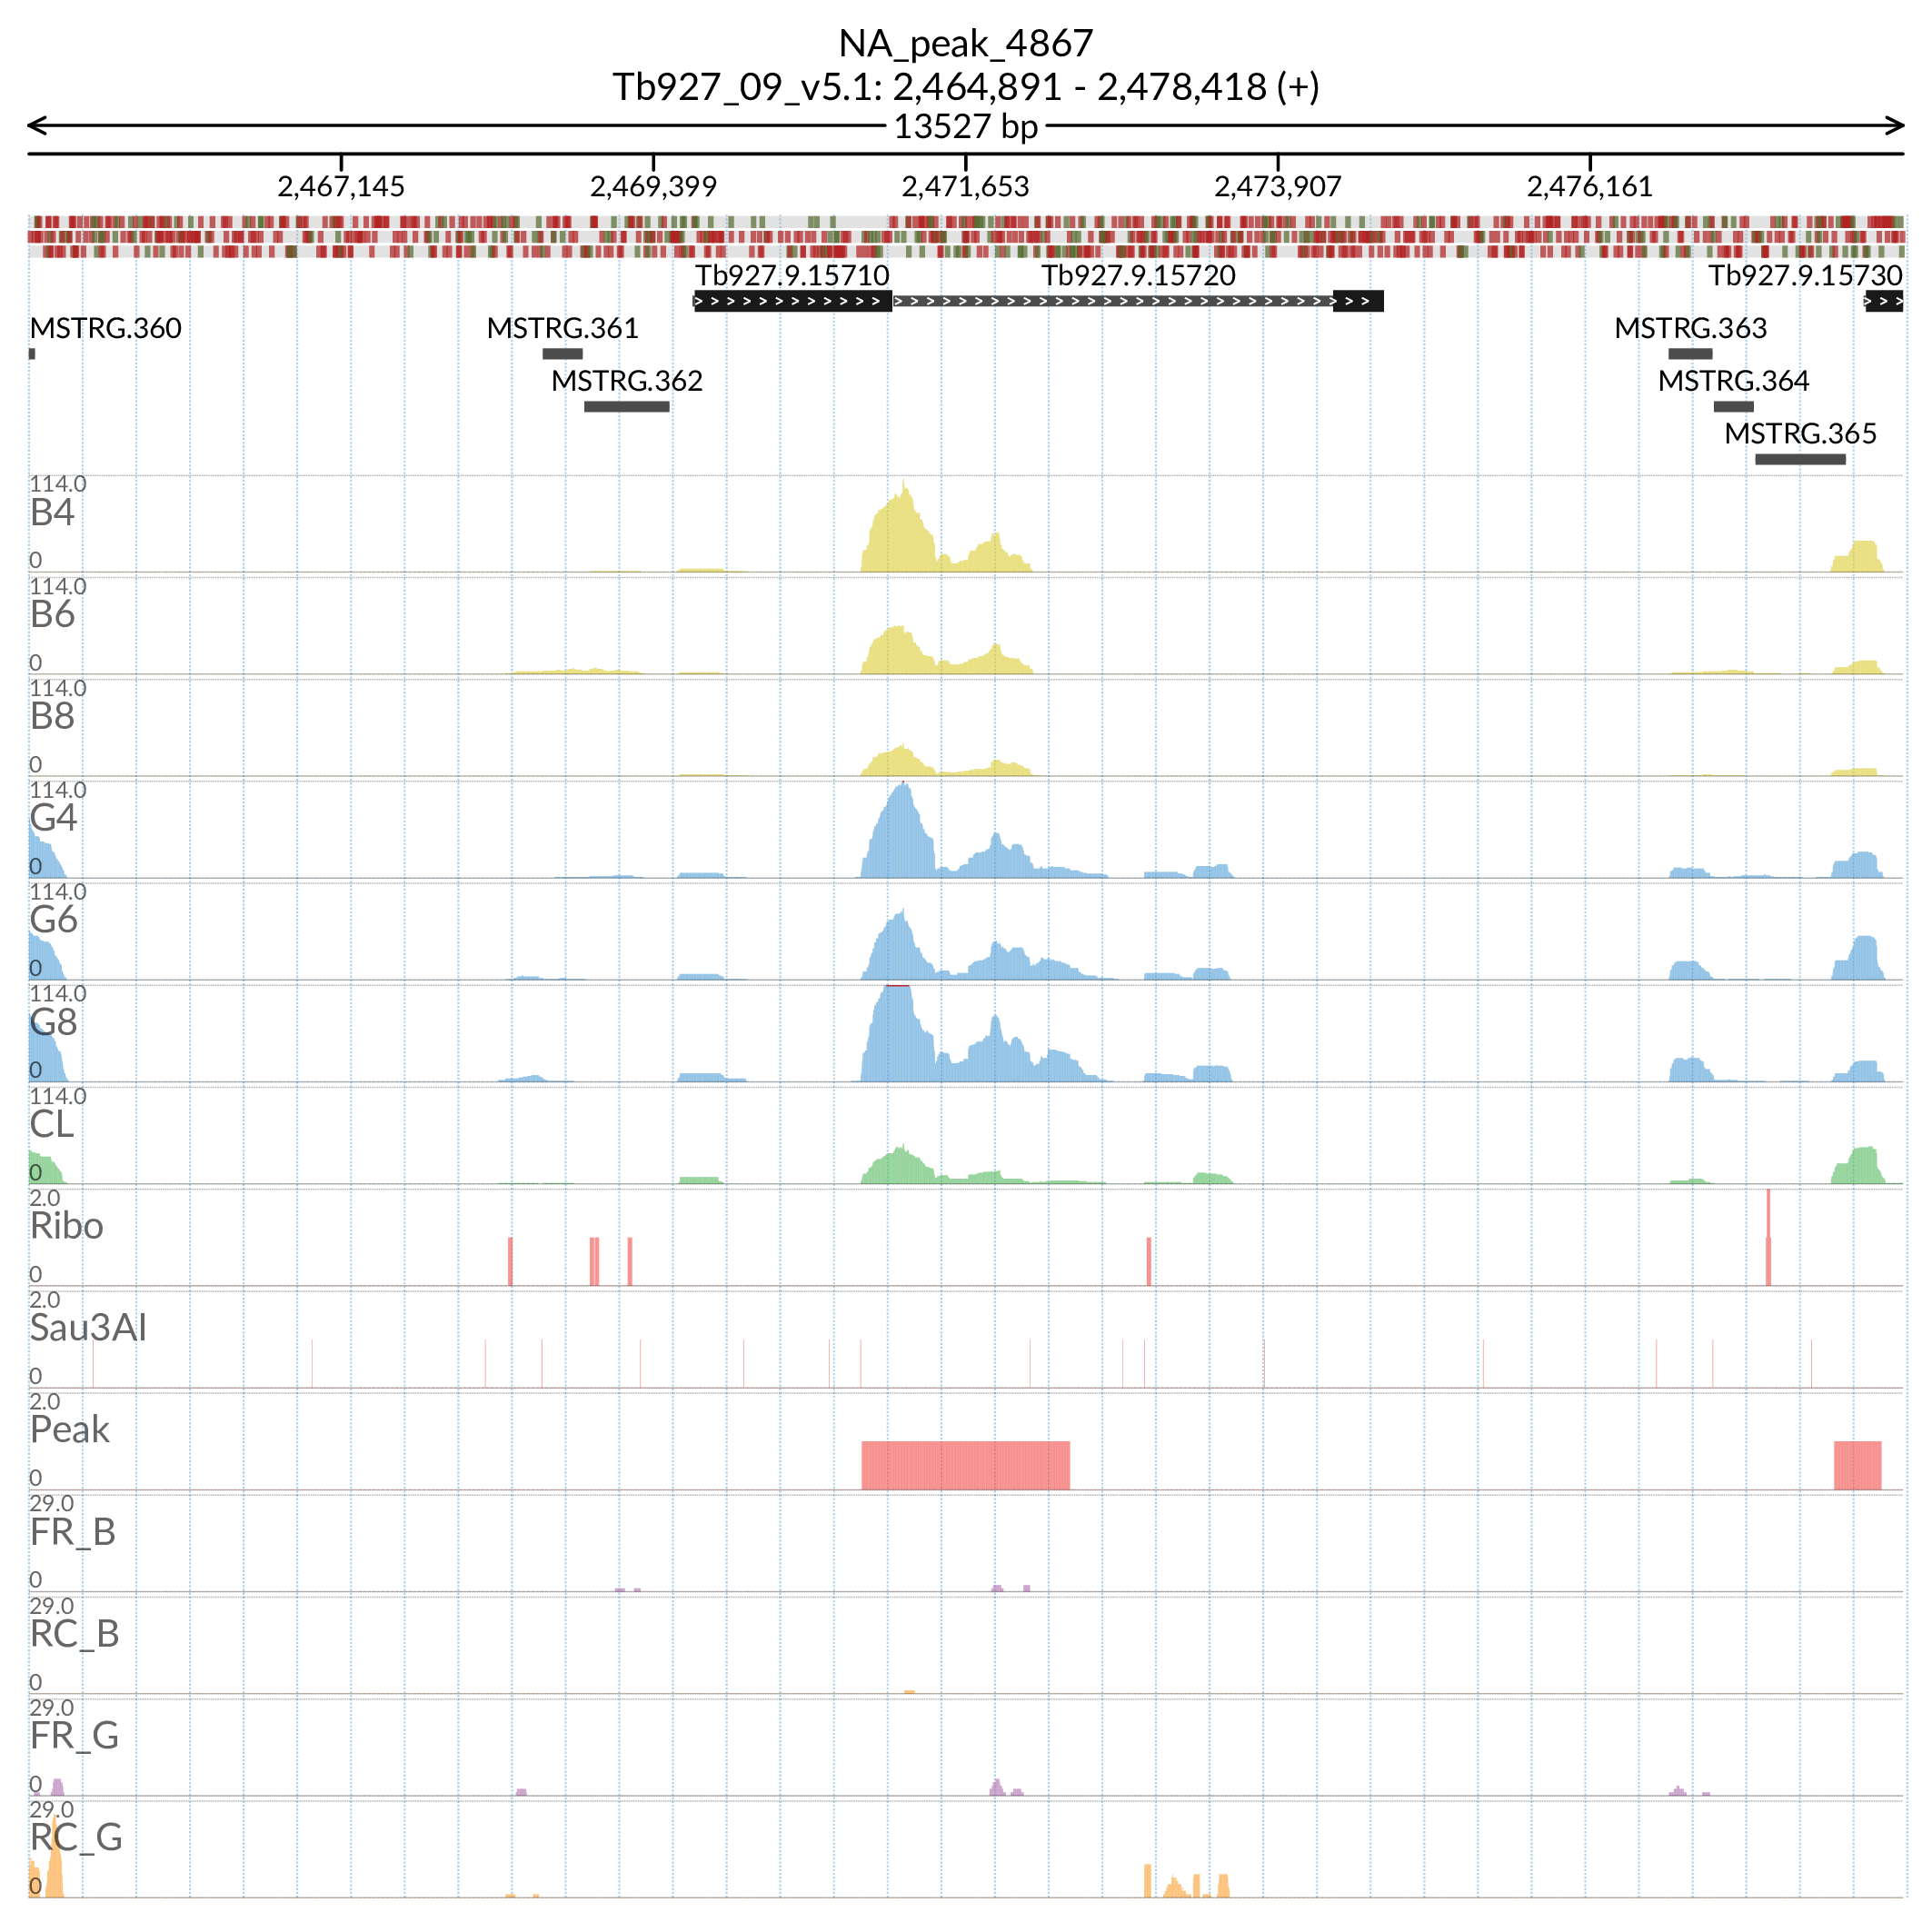 NA_peak_4867
Tb927_09_v5.1: 2,464,891 - 2,478,418 (+)
13527 bp
2,467,145 2,469,399 2,471,653 2,473,907 2,476,161
Tb927.9.15710 Tb927.9.15720 Tb927.9.15730
MSTRG.360 MSTRG.361 MSTRG.363
MSTRG.362 MSTRG.364
MSTRG.365
114.0
B4
0
114.0
B6
0
114.0
B8
0
114.0
G4
0
114.0
G6
0
114.0
G8
0
114.0
CL
0
2.0
Ribo
0
2.0
Sau3AI
0
2.0
Peak
0
29.0
FR_B
0
29.0
RC_B
0
29.0
FR_G
0
29.0
RC_G
0